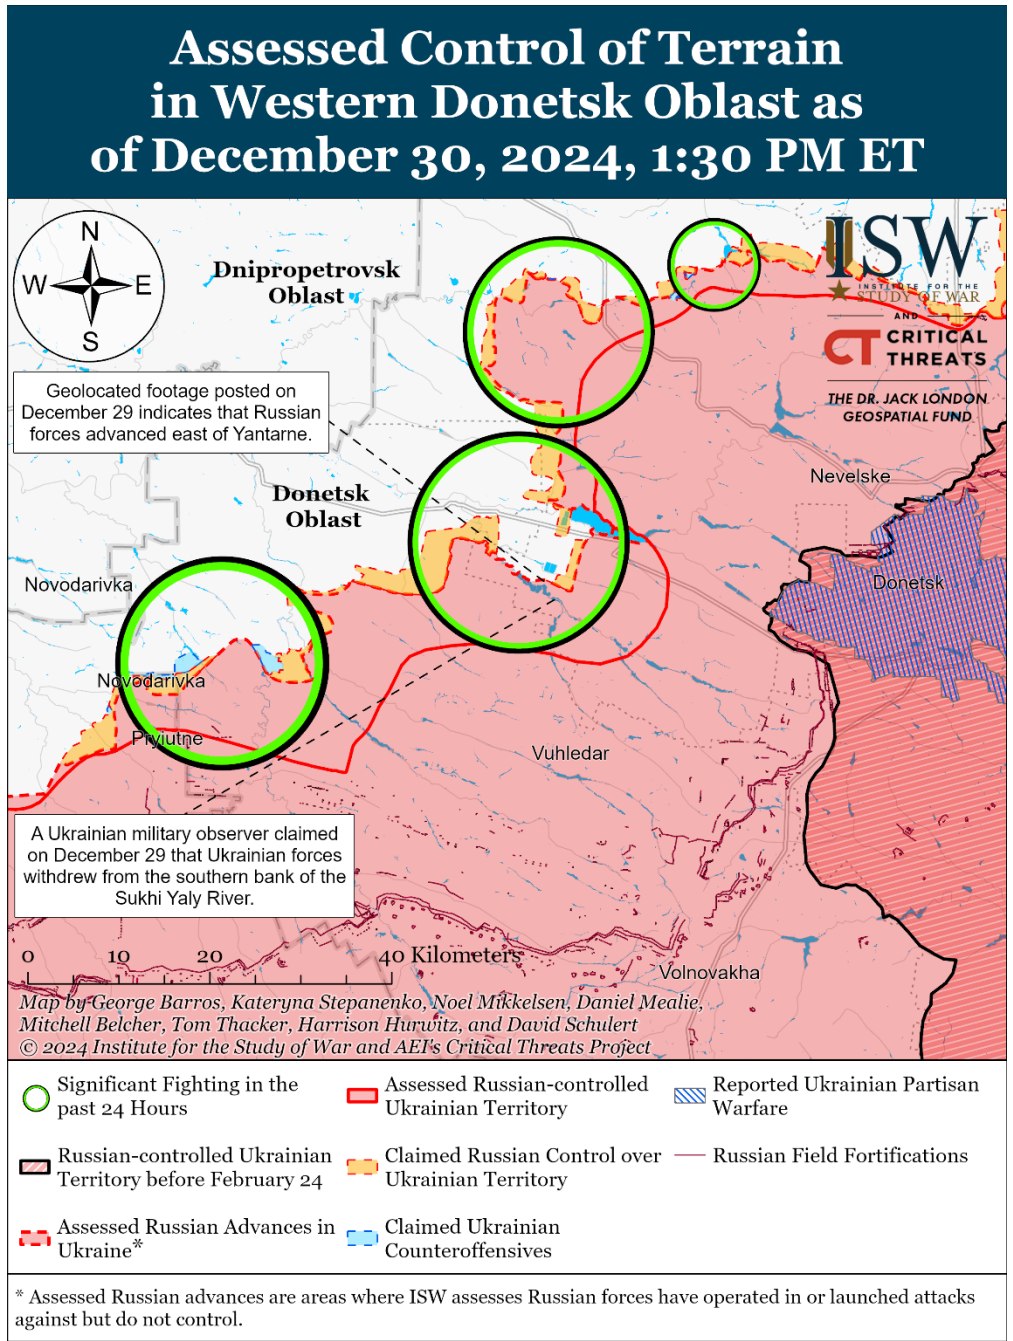 Assessed Control of Terrain
in Western Donetsk Oblast as
of December 30, 2024, 1:30 PM ET
N
W
E
S
Dnipropetrovsk
Oblast
ISW
INSTITUTE FOR THE
STUDY OF WAR
AND
CT CRITICAL
THREATS
THE DR. JACK LONDON
GEOSPATIAL FUND
Geolocated footage posted on
December 29 indicates that Russian
forces advanced east of Yantarne.
Nevelske
Donetsk
Oblast
Novodarivka
Donetsk
Novodarivka
Pryiutne
Vuhledar
A Ukrainian military observer claimed
on December 29 that Ukrainian forces
withdrew from the southern bank of the
Sukhi Yaly River.
0 10 20 40 Kilometers
Volnovakha
Map by George Barros, Kateryna Stepanenko, Noel Mikkelsen, Daniel Mealie,
Mitchell Belcher, Tom Thacker, Harrison Hurwitz, and David Schulert
© 2024 Institute for the Study of War and AEI's Critical Threats Project
Significant Fighting in the
past 24 Hours
Assessed Russian-controlled
Ukrainian Territory
Reported Ukrainian Partisan
Warfare
Russian-controlled Ukrainian
Territory before February 24
Claimed Russian Control over
Ukrainian Territory
Russian Field Fortifications
Assessed Russian Advances in
Ukraine*
Claimed Ukrainian
Counteroffensives
* Assessed Russian advances are areas where ISW assesses Russian forces have operated in or launched attacks
against but do not control.